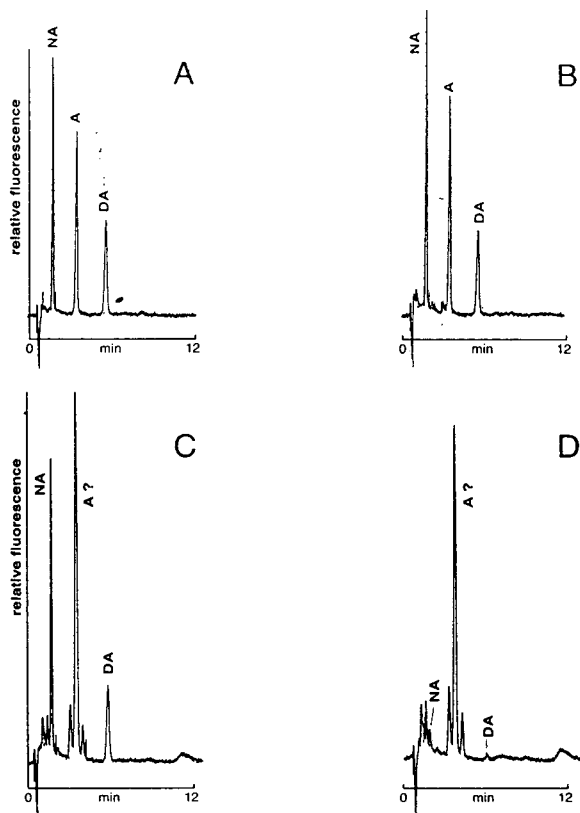 A
NA
A
DA
relative fluorescence
0 min 12
B
NA
A
DA
0 min 12
C
NA
A ?
DA
relative fluorescence
0 min 12
D
A ?
NA
DA
0 min 12